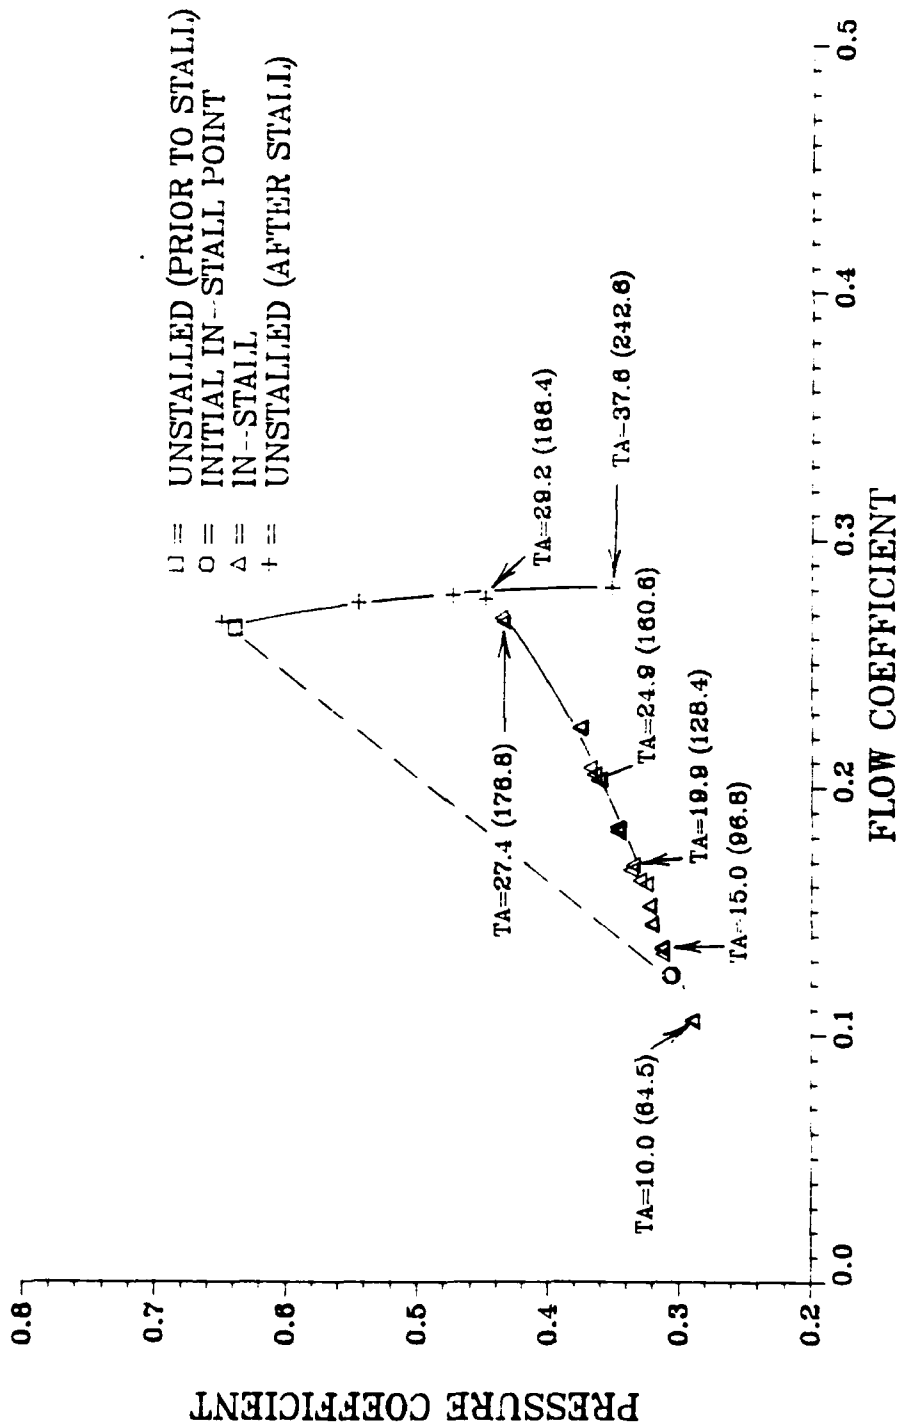 □ = UNSTALLED (PRIOR TO STALL)
O = INITIAL IN--STALL POINT
△ = IN--STALL
+ = UNSTALLED (AFTER STALL)
PRESSURE COEFFICIENT
0.8
0.7
0.6
0.5
0.4
0.3
0.2
TA=27.4 (176.8)
TA=29.2 (188.4)
TA=37.6 (242.6)
TA=24.9 (160.6)
TA=19.9 (128.4)
TA=15.0 (96.8)
TA=10.0 (64.5)
0.0
0.1
0.2
0.3
0.4
0.5
FLOW COEFFICIENT